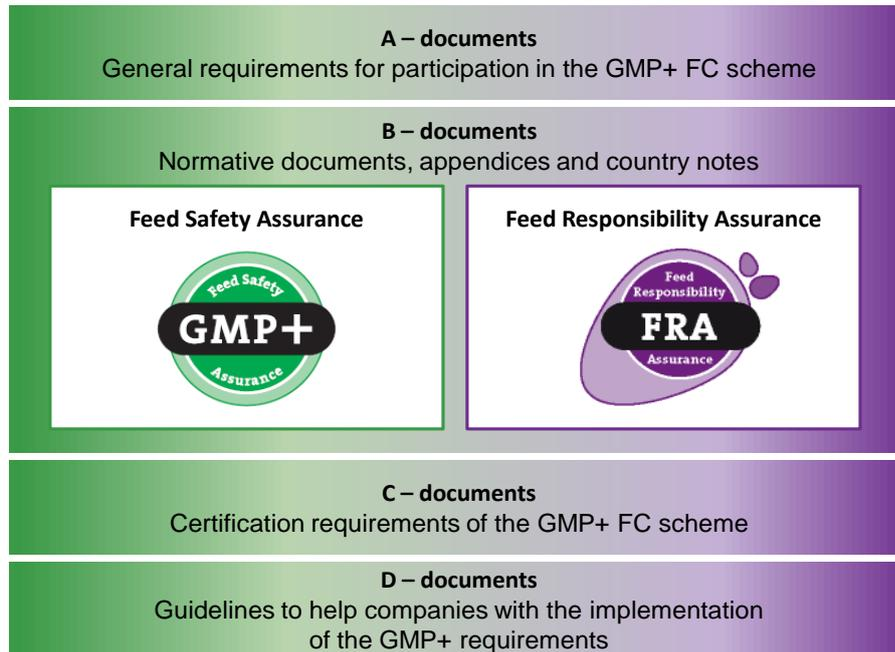 A – documents
General requirements for participation in the GMP+ FC scheme
B – documents
Normative documents, appendices and country notes
Feed Safety Assurance
Feed Safety
GMP+
Assurance
Feed Responsibility Assurance
Feed
Responsibility
FRA
Assurance
C – documents
Certification requirements of the GMP+ FC scheme
D – documents
Guidelines to help companies with the implementation
of the GMP+ requirements